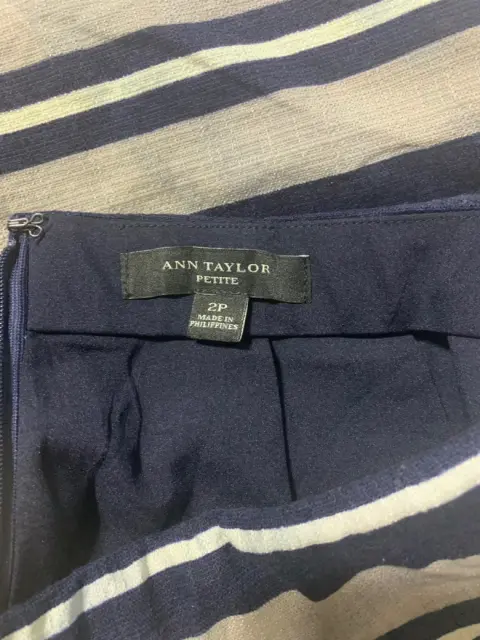 ANN TAYLOR
PETITE
2P
MADE IN
PHILIPPINES